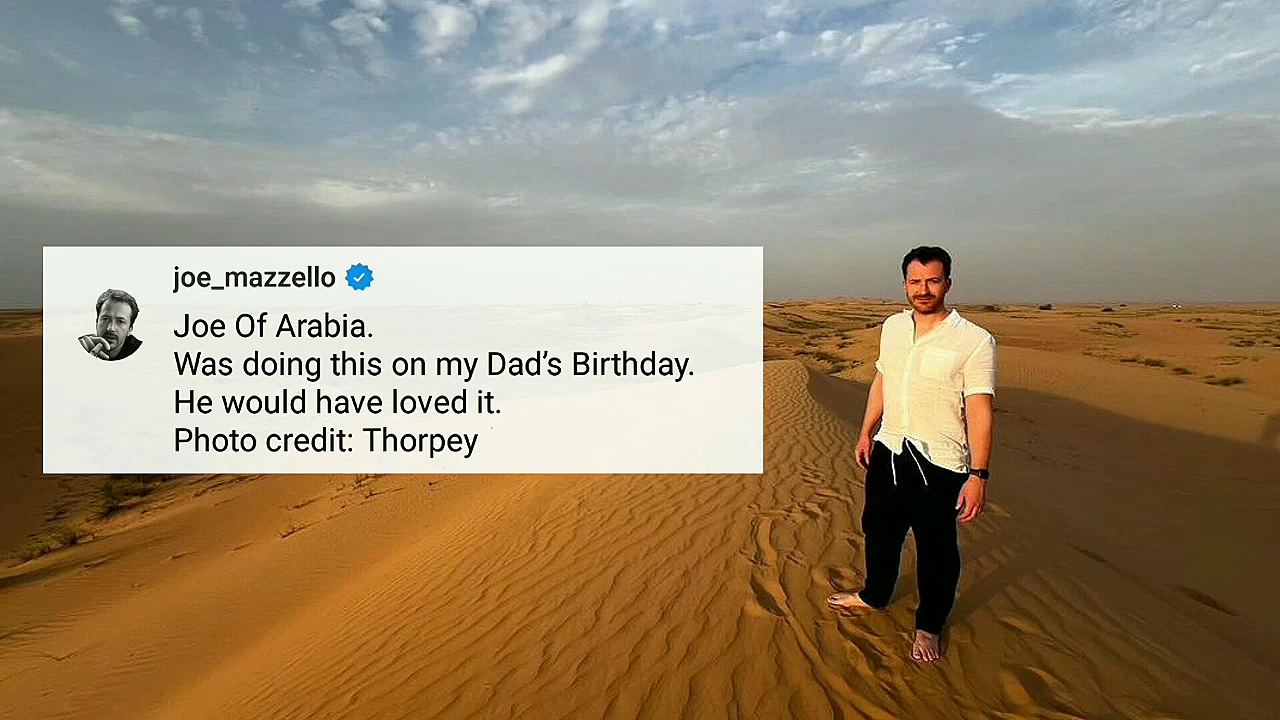 joe_mazzello
Joe Of Arabia.
Was doing this on my Dad’s Birthday.
He would have loved it.
Photo credit: Thorpey